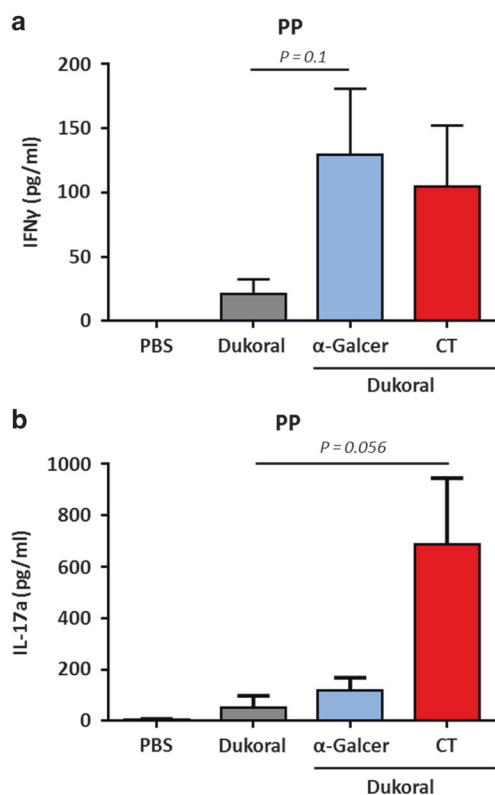 a
PP
P = 0.1
200
150
100
50
0
IFNγ (pg/ml)
PBS Dukoral α-Galcer CT
Dukoral
b
PP
P = 0.056
1000
800
600
400
200
0
IL-17a (pg/ml)
PBS Dukoral α-Galcer CT
Dukoral